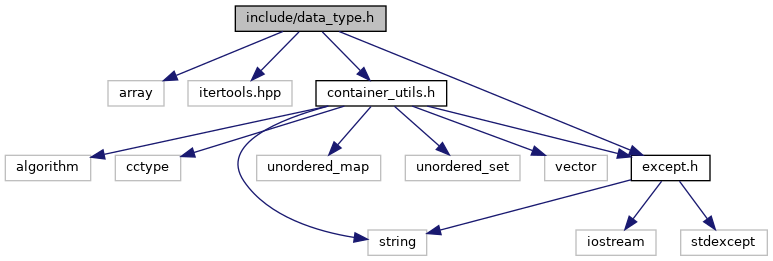 include/data_type.h
array
itertools.hpp
container_utils.h
algorithm
cctype
unordered_map
unordered_set
vector
except.h
string
iostream
stdexcept